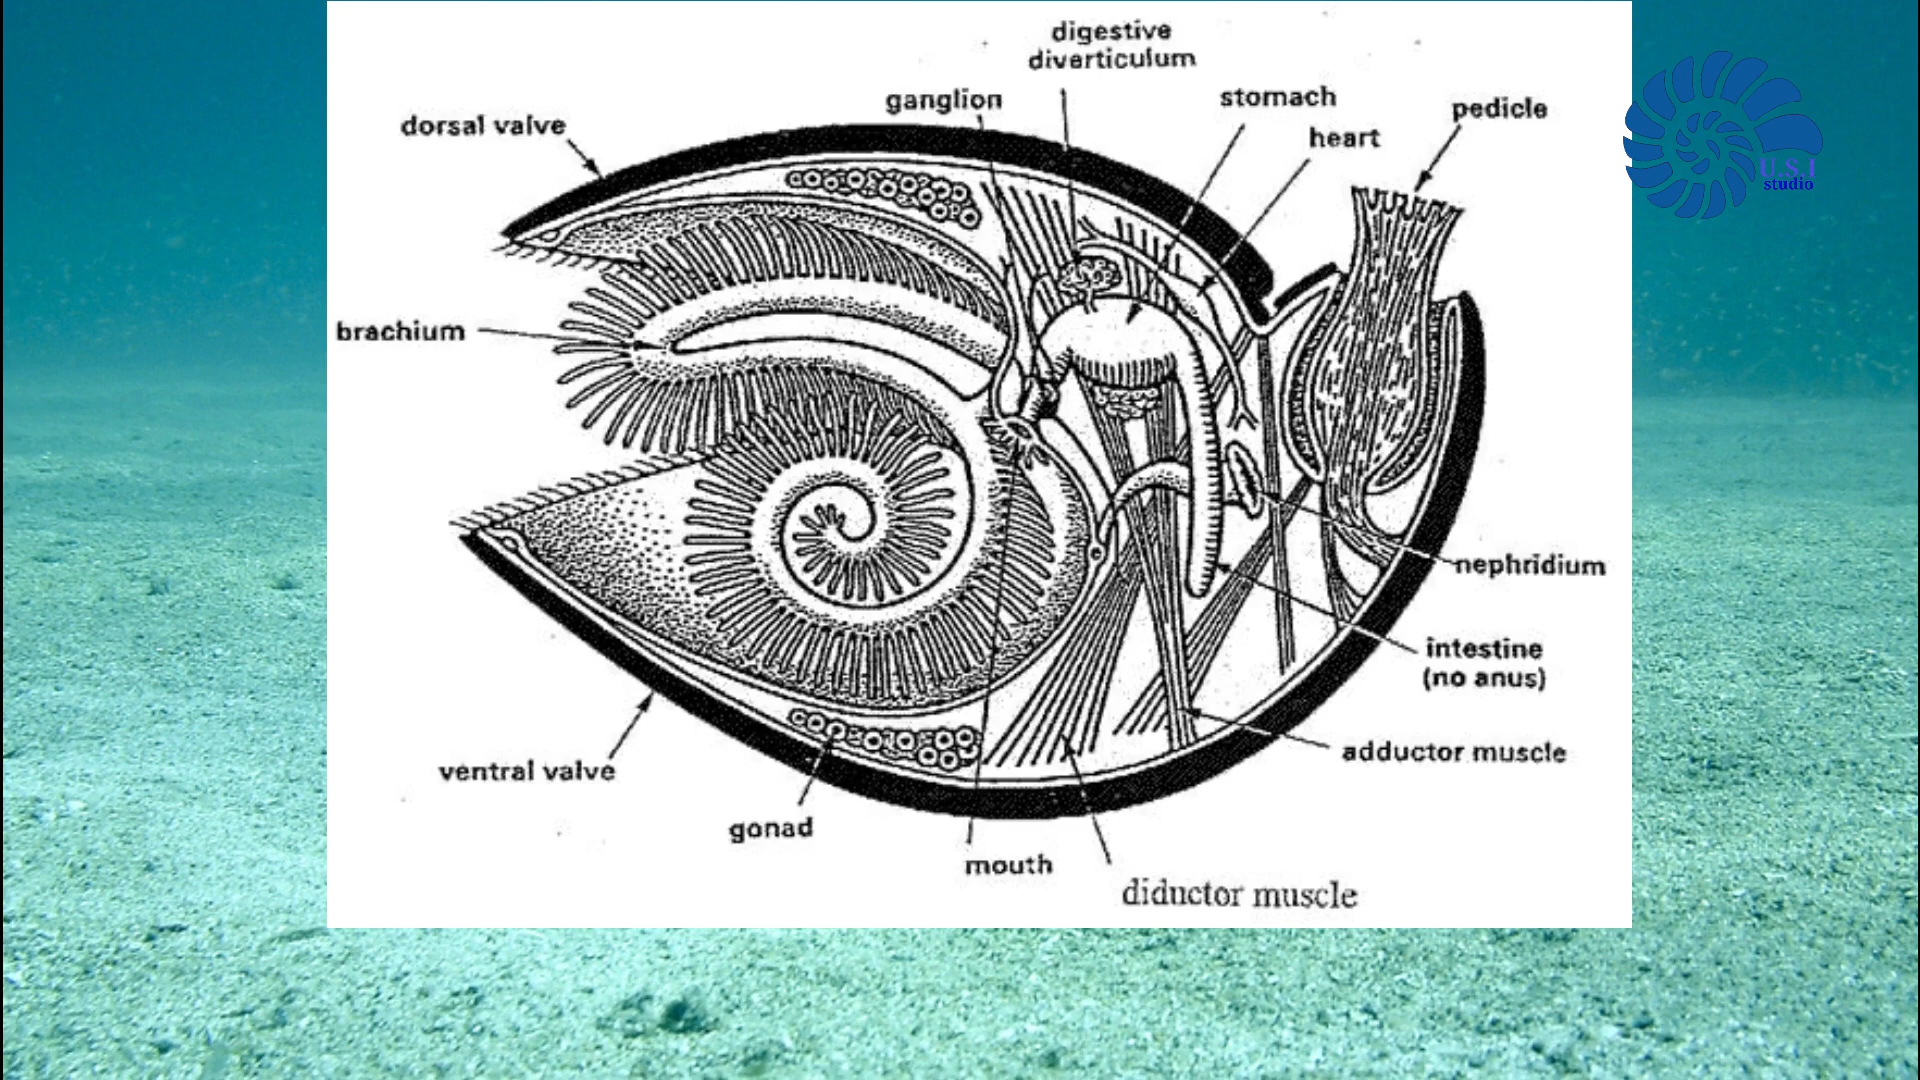 digestive
diverticulum
ganglion
stomach
pedicle
dorsal valve
heart
U.S.J
studio
brachium
nephridium
intestine
(no anus)
adductor muscle
ventral valve
gonad
mouth
diductor muscle